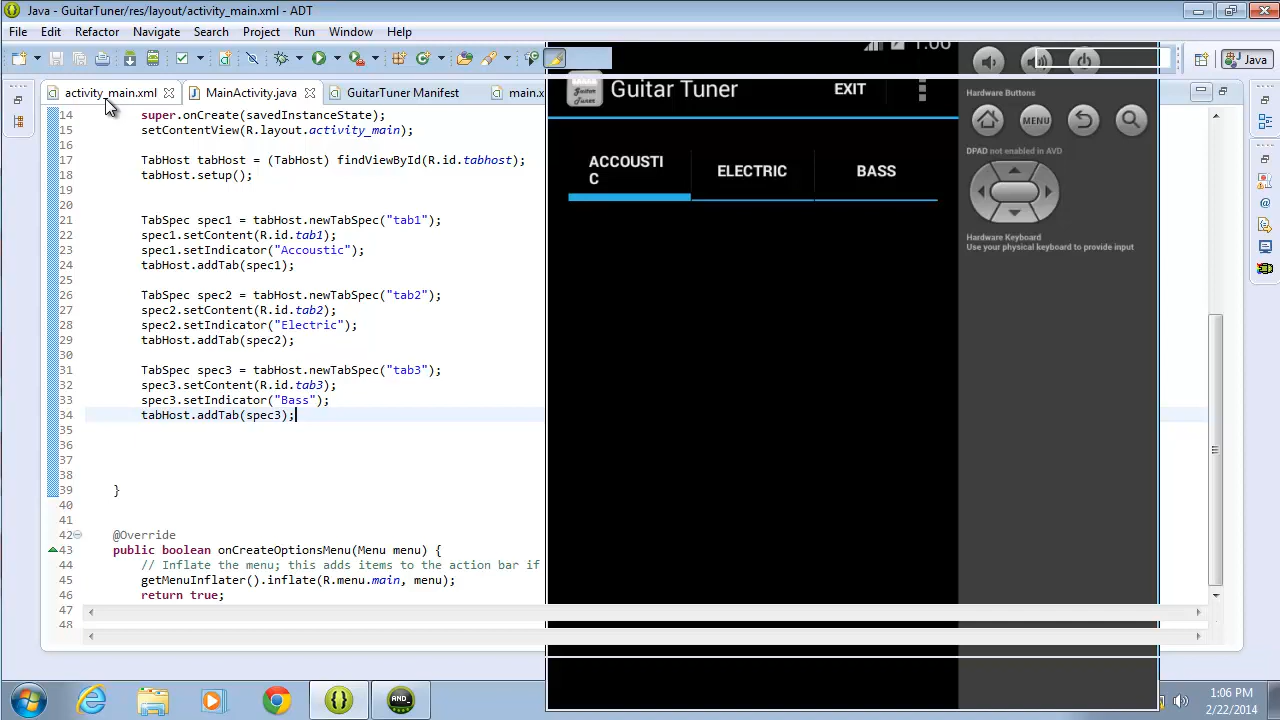 Java - GuitarTuner/res/layout/activity_main.xml - ADT
File Edit Refactor Navigate Search Project Run Window Help
Java
activity_main.xml MainActivity.java GuitarTuner Manifest main.x
14 super.onCreate(savedInstanceState);
15 setContentView(R.layout.activity_main);
16
17 TabHost tabHost = (TabHost) findViewById(R.id.tabhost);
18 tabHost.setup();
20
21 TabSpec spec1 = tabHost.newTabSpec("tab1");
22 spec1.setContent(R.id.tab1);
23 spec1.setIndicator("Accoustic");
24 tabHost.addTab(spec1);
25
26 TabSpec spec2 = tabHost.newTabSpec("tab2");
27 spec2.setContent(R.id.tab2);
28 spec2.setIndicator("Electric");
29 tabHost.addTab(spec2);
30
31 TabSpec spec3 = tabHost.newTabSpec("tab3");
32 spec3.setContent(R.id.tab3);
33 spec3.setIndicator("Bass");
34 tabHost.addTab(spec3);
35
36
37
38
39 }
40
41
42 @Override
43 public boolean onCreateOptionsMenu(Menu menu) {
44 // Inflate the menu; this adds items to the action bar if
45 getMenuInflater().inflate(R.menu.main, menu);
46 return true;
47
48
1:06
Guitar Tuner
Guitar Tuner EXIT
ACCOUSTI
C
ELECTRIC BASS
Hardware Buttons
MENU
DPAD not enabled in AVD
Hardware Keyboard
Use your physical keyboard to provide input
AND
1:06 PM
2/22/2014